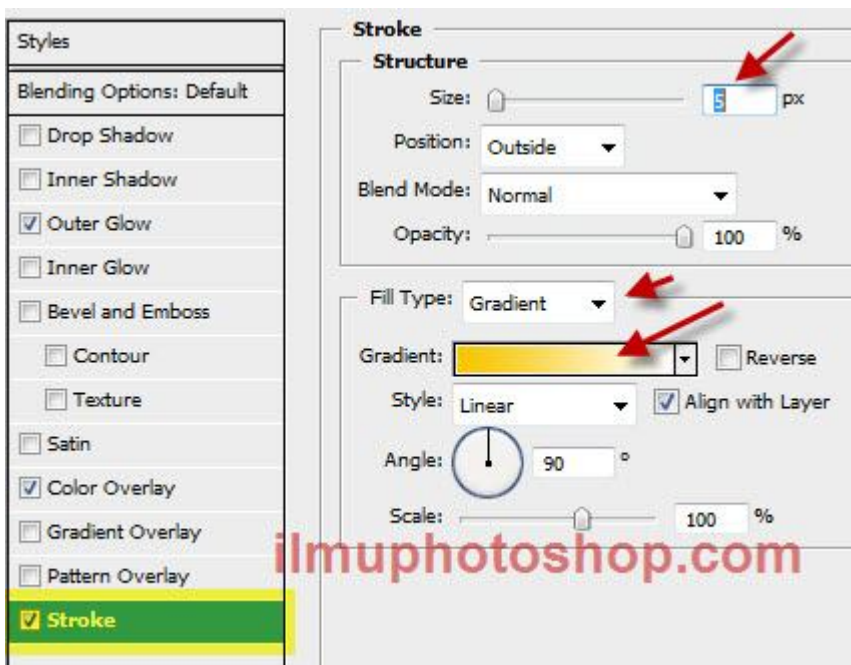 Styles
Blending Options: Default
Drop Shadow
Inner Shadow
Outer Glow
Inner Glow
Bevel and Emboss
Contour
Texture
Satin
Color Overlay
Gradient Overlay
Pattern Overlay
Stroke
Stroke
Structure
Size: 5 px
Position: Outside
Blend Mode: Normal
Opacity: 100 %
Fill Type: Gradient
Gradient: Reverse
Style: Linear Align with Layer
Angle: 90 °
Scale: 100 %
ilmuphotoshop.com